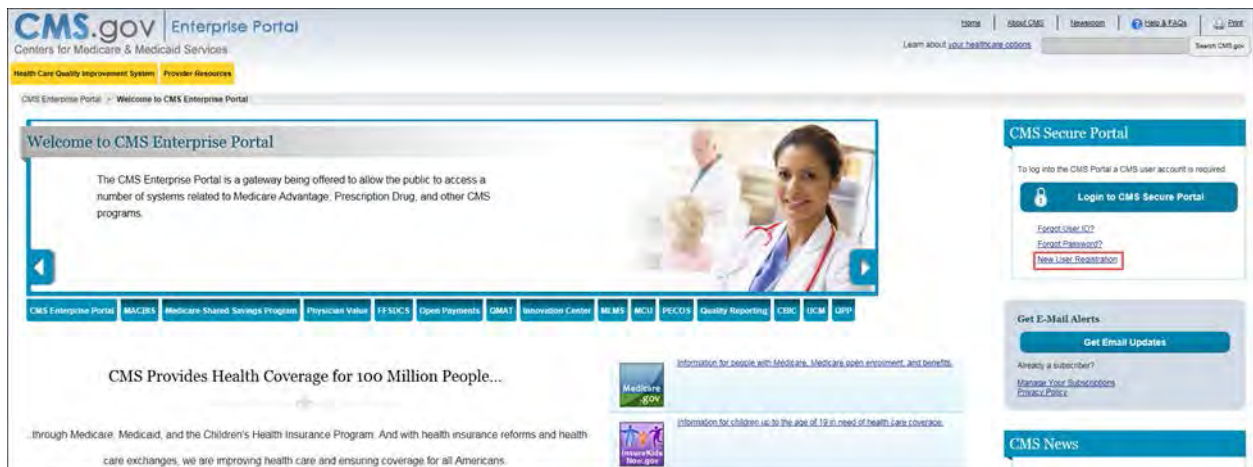 CMS.gov Enterprise Portal
Centers for Medicare & Medicaid Services
Home About CMS Newsroom Help & FAQs Print
Learn about your healthcare options Search CMS.gov
Health Care Quality Improvement System Provider Resources
CMS Enterprise Portal > Welcome to CMS Enterprise Portal
Welcome to CMS Enterprise Portal
The CMS Enterprise Portal is a gateway being offered to allow the public to access a
number of systems related to Medicare Advantage, Prescription Drug, and other CMS
programs.
CMS Enterprise Portal MACBIS Medicare Shared Savings Program Physician Value FFSDCS Open Payments QMAT Innovation Center MLMS MCU PECOS Quality Reporting CBIC UCM QPP
CMS Secure Portal
To log into the CMS Portal a CMS user account is required.
Login to CMS Secure Portal
Forgot User ID?
Forgot Password?
New User Registration
Get E-Mail Alerts
Get Email Updates
Already a subscriber?
Manage Your Subscriptions
Privacy Policy
CMS News
CMS Provides Health Coverage for 100 Million People...
...through Medicare, Medicaid, and the Children's Health Insurance Program. And with health insurance reforms and health
care exchanges, we are improving health care and ensuring coverage for all Americans.
Medicare
.gov
Information for people with Medicare, Medicare open enrollment, and benefits.
InsureKids
Now.gov
Information for children up to the age of 19 in need of health care coverage.